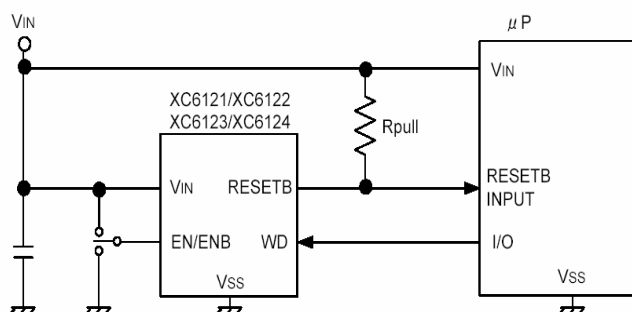 VIN
μP
VIN
XC6121/XC6122
XC6123/XC6124
Rpull
VIN
RESETB
RESETB
INPUT
EN/ENB
WD
I/O
VSS
VSS